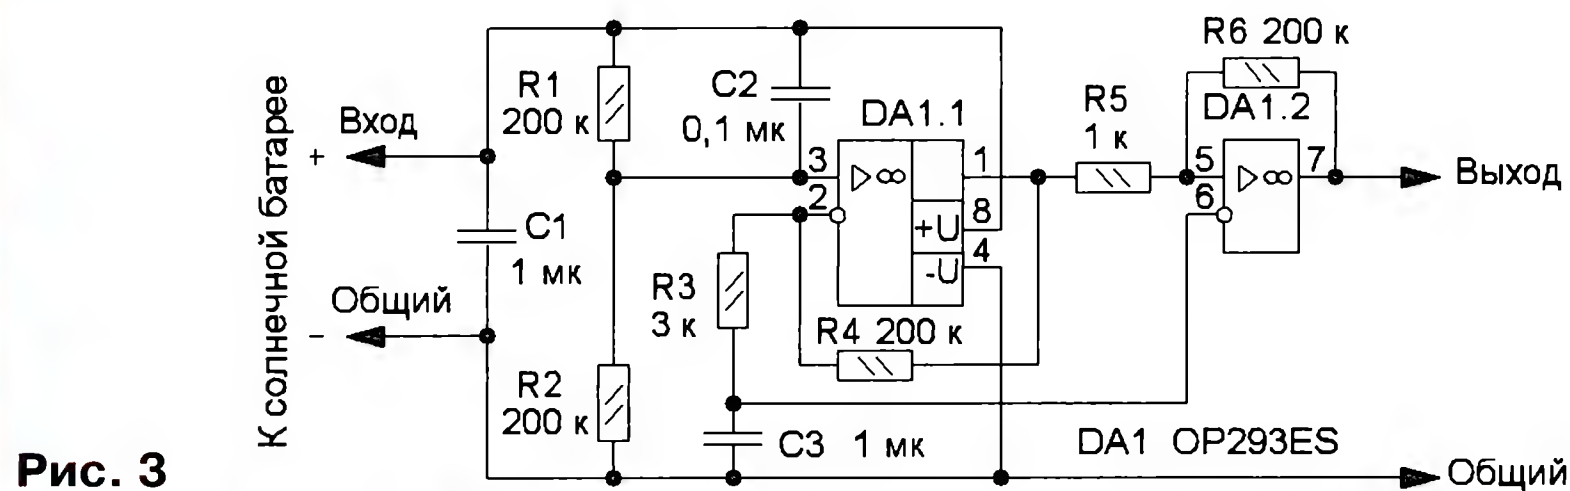 К солнечной батарее
+
Вход
Общий
−
C1
1 мк
R1
200 к
R2
200 к
C2
0,1 мк
R3
3 к
C3 1 мк
R4 200 к
DA1.1
3
2
▷∞
1
8
+U
4
-U
R5
1 к
R6 200 к
DA1.2
5
6
▷∞
7
Выход
DA1 OP293ES
Общий
Рис. 3